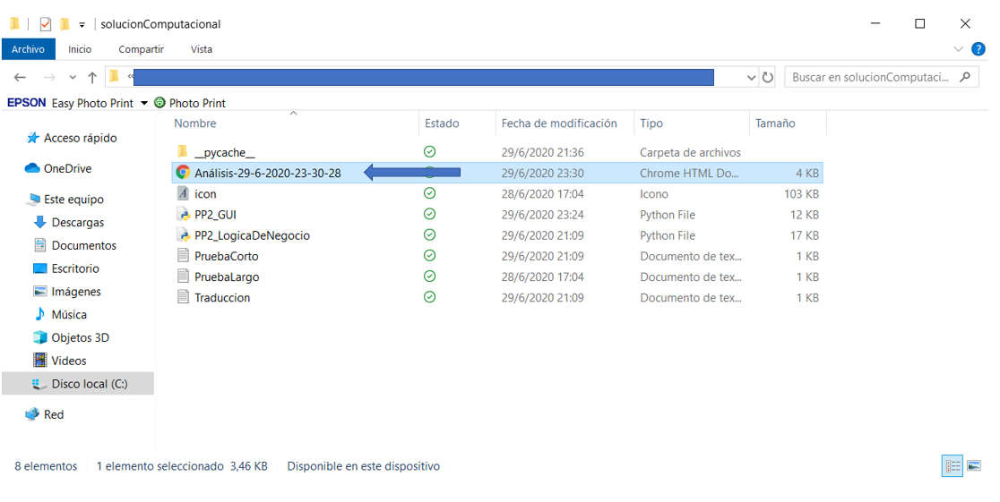 solucionComputacional
Archivo Inicio Compartir Vista
« Buscar en solucionComputaci...
EPSON Easy Photo Print Photo Print
Nombre Estado Fecha de modificación Tipo Tamaño
Acceso rápido
OneDrive
Este equipo
Descargas
Documentos
Escritorio
Imágenes
Música
Objetos 3D
Videos
Disco local (C:)
Red
__pycache__ 29/6/2020 21:36 Carpeta de archivos
Análisis-29-6-2020-23-30-28 29/6/2020 23:30 Chrome HTML Do... 4 KB
icon 28/6/2020 17:04 Icono 103 KB
PP2_GUI 29/6/2020 23:24 Python File 12 KB
PP2_LogicaDeNegocio 29/6/2020 21:09 Python File 17 KB
PruebaCorto 29/6/2020 21:09 Documento de tex... 1 KB
PruebaLargo 28/6/2020 17:04 Documento de tex... 1 KB
Traduccion 29/6/2020 21:09 Documento de tex... 1 KB
8 elementos 1 elemento seleccionado 3,46 KB Disponible en este dispositivo